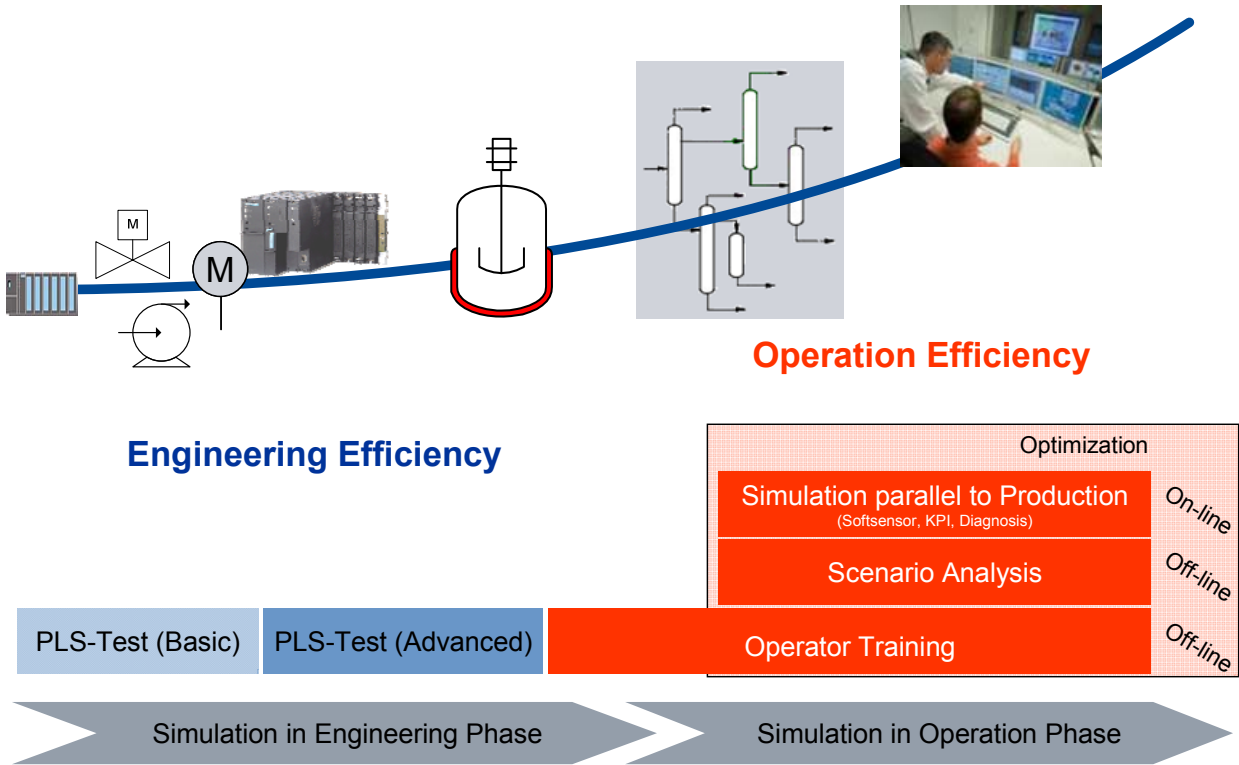 M
M
Operation Efficiency
Engineering Efficiency
Optimization
Simulation parallel to Production
(Softsensor, KPI, Diagnosis)
On-line
Scenario Analysis
Off-line
PLS-Test (Basic)
PLS-Test (Advanced)
Operator Training
Off-line
Simulation in Engineering Phase
Simulation in Operation Phase